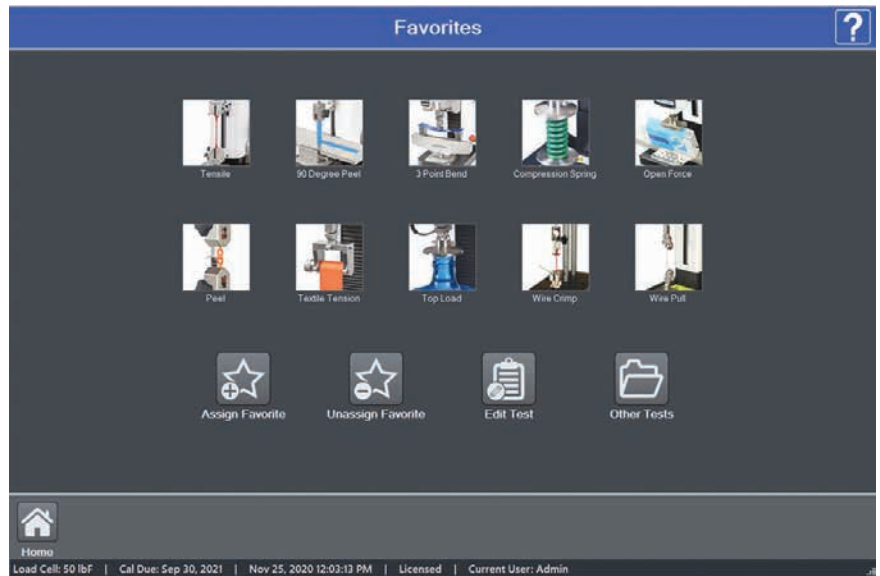 Favorites
?
Tensile 90 Degree Peel 3 Point Bend Compression Spring Open Force
Peel Textile Tension Top Load Wire Crimp Wire Pull
Assign Favorite Unassign Favorite Edit Test Other Tests
Home
Load Cell: 50 lbF | Cal Due: Sep 30, 2021 | Nov 25, 2020 12:03:13 PM | Licensed | Current User: Admin